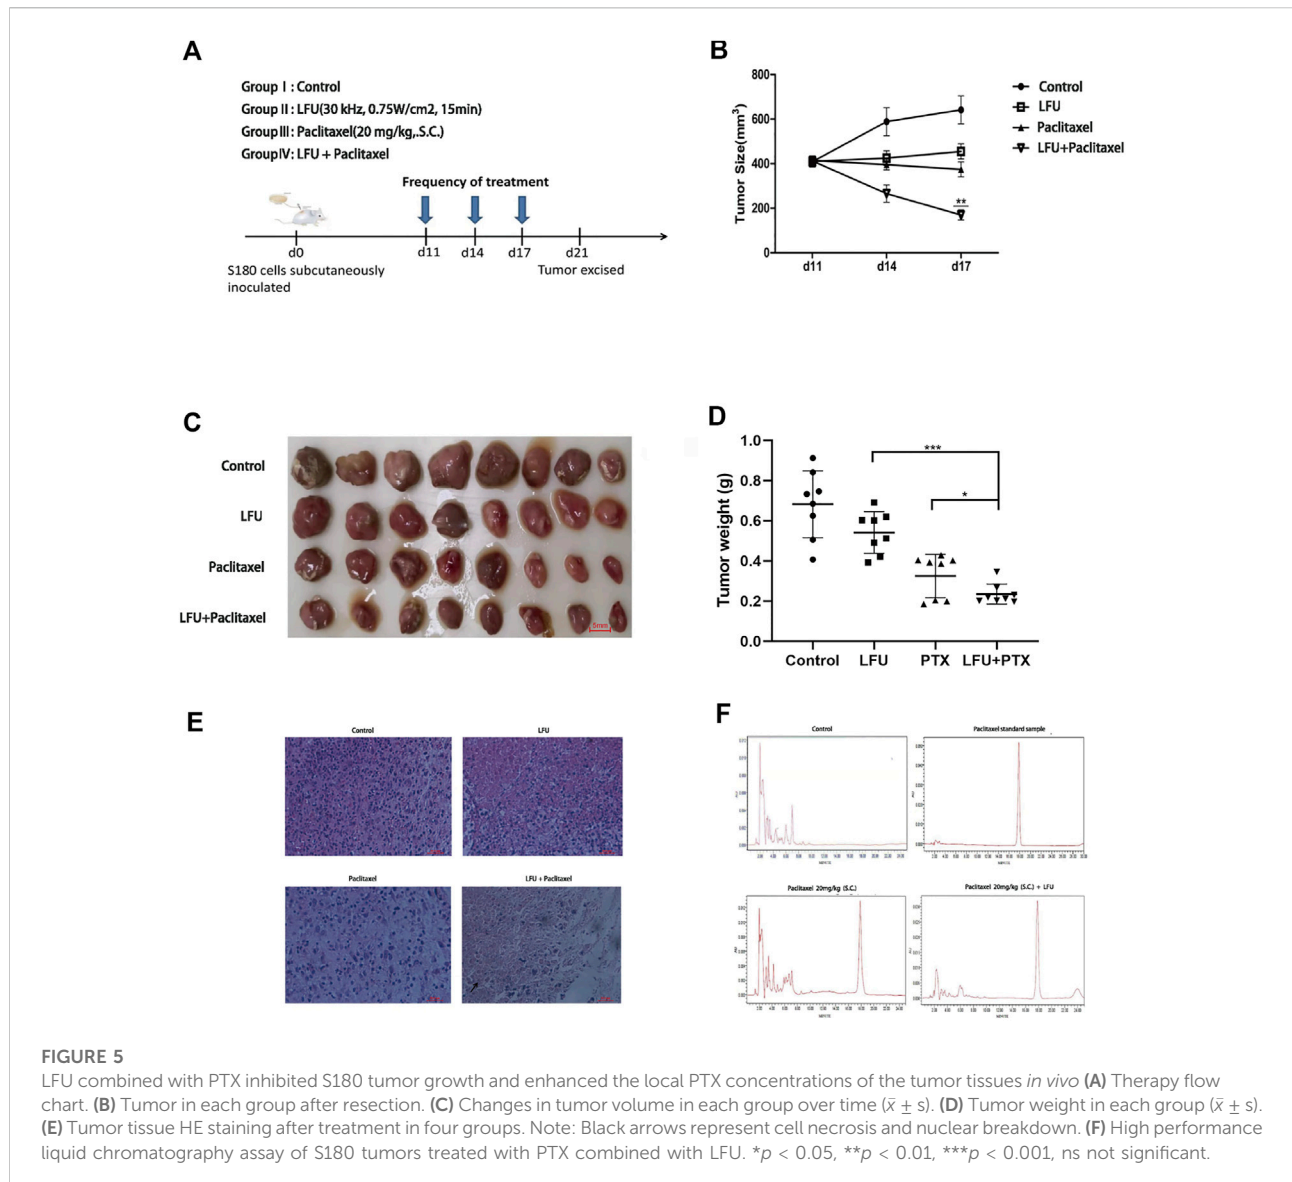 A
Group I : Control
Group II : LFU(30 kHz, 0.75W/cm2, 15min)
Group III : Paclitaxel(20 mg/kg,.S.C.)
Group IV : LFU + Paclitaxel
Frequency of treatment
d0
d11
d14
d17
d21
S180 cells subcutaneously
inoculated
Tumor excised
B
Tumor Size(mm³)
800
600
400
200
0
d11
d14
d17
**
Control
LFU
Paclitaxel
LFU+Paclitaxel
C
Control
LFU
Paclitaxel
LFU+Paclitaxel
5mm
D
Tumor weight (g)
1.0
0.8
0.6
0.4
0.2
0.0
***
*
Control
LFU
PTX
LFU+PTX
E
Control
LFU
Paclitaxel
LFU + Paclitaxel
F
Control
Paclitaxel standard sample
Paclitaxel 20mg/kg (S.C.)
Paclitaxel 20mg/kg (S.C.) + LFU
FIGURE 5
LFU combined with PTX inhibited S180 tumor growth and enhanced the local PTX concentrations of the tumor tissues in vivo (A) Therapy flow
chart. (B) Tumor in each group after resection. (C) Changes in tumor volume in each group over time (x̄ ± s). (D) Tumor weight in each group (x̄ ± s).
(E) Tumor tissue HE staining after treatment in four groups. Note: Black arrows represent cell necrosis and nuclear breakdown. (F) High performance
liquid chromatography assay of S180 tumors treated with PTX combined with LFU. *p < 0.05, **p < 0.01, ***p < 0.001, ns not significant.